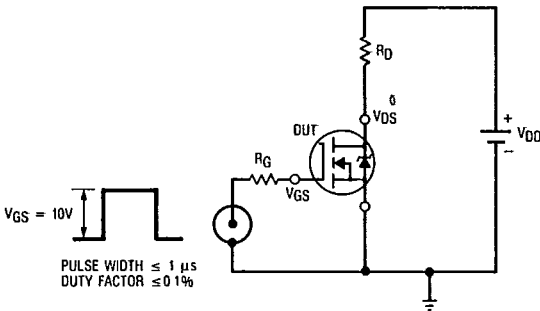 RD
VDS
DUT
+
VDD
−
RG
VGS
VGS = 10V
PULSE WIDTH ≤ 1 µs
DUTY FACTOR ≤ 0 1%